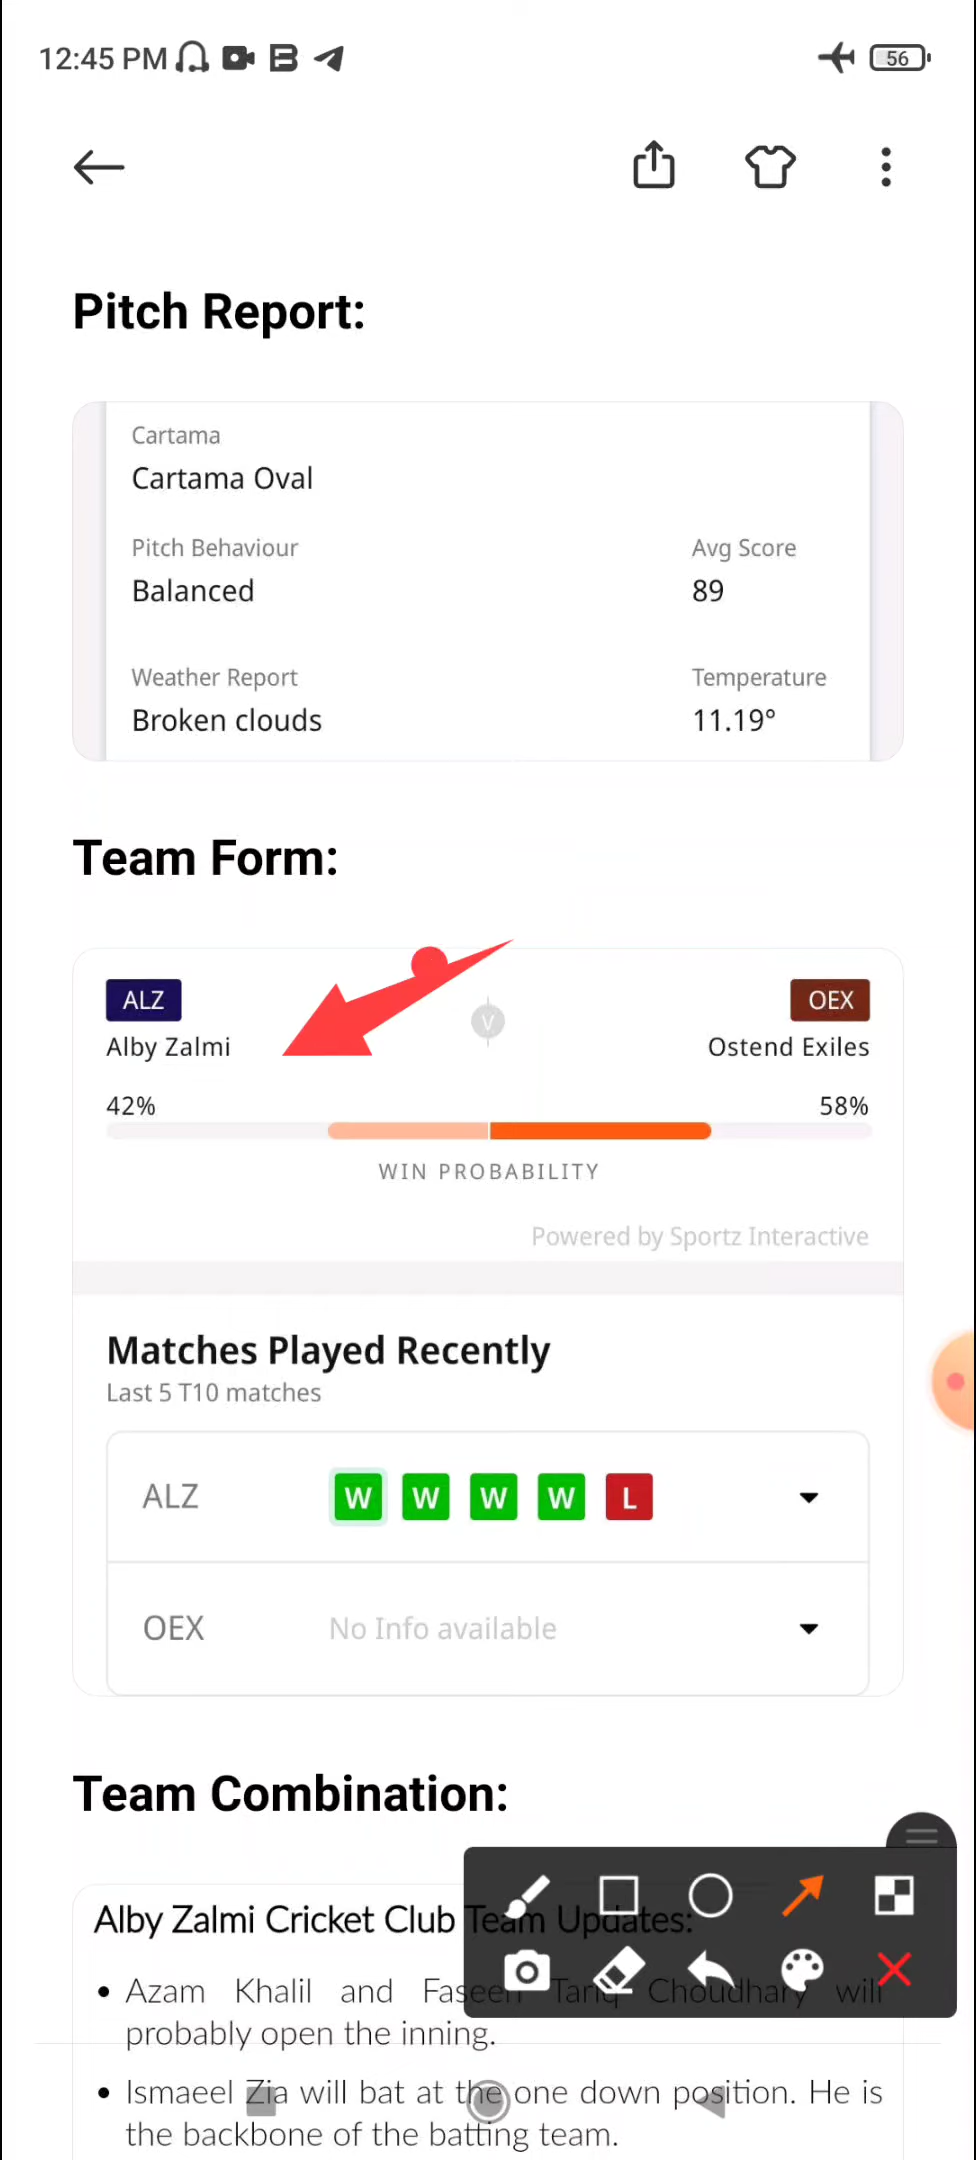 12:45 PM
56
Pitch Report:
Cartama
Cartama Oval
Pitch Behaviour
Avg Score
Balanced
89
Weather Report
Temperature
Broken clouds
11.19°
Team Form:
ALZ
V
OEX
Alby Zalmi
Ostend Exiles
42%
58%
WIN PROBABILITY
Powered by Sportz Interactive
Matches Played Recently
Last 5 T10 matches
ALZ W W W W L
OEX No Info available
Team Combination:
Alby Zalmi Cricket Club Team Updates:
• Azam Khalil and Faseeh Tariq Choudhary will
probably open the inning.
• Ismaeel Zia will bat at the one down position. He is
the backbone of the batting team.